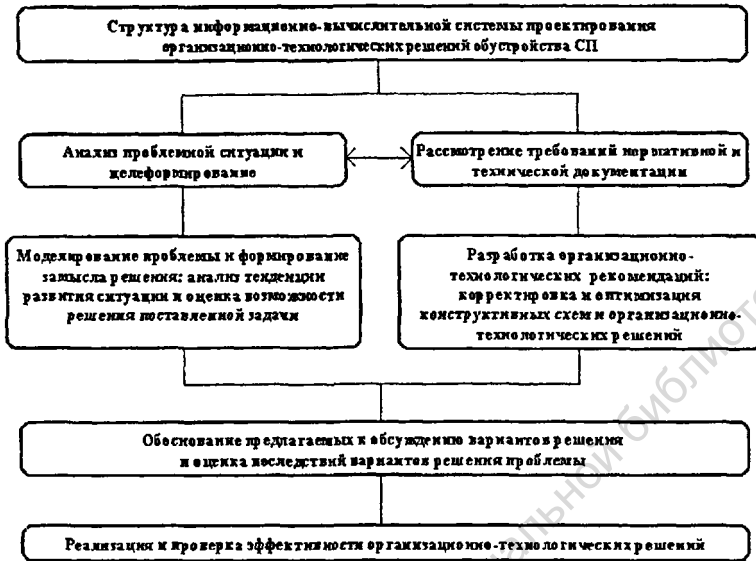 Структура информационно-вычислительной системы проектирования
организационно-технологических решений обустройства СП
Анализ проблемной ситуации и
целеформирование
Рассмотрение требований нормативной и
технической документации
Моделирование проблемы и формирование
замысла решения: анализ тенденции
развития ситуации и оценка возможности
решения поставленной задачи
Разработка организационно-
технологических рекомендаций:
корректировка и оптимизация
конструктивных схем и организационно-
технологических решений
Обоснование предлагаемых к обсуждению вариантов решения
и оценка последствий вариантов решения проблемы
Реализация и проверка эффективности организационно-технологических решений
альной библиоте